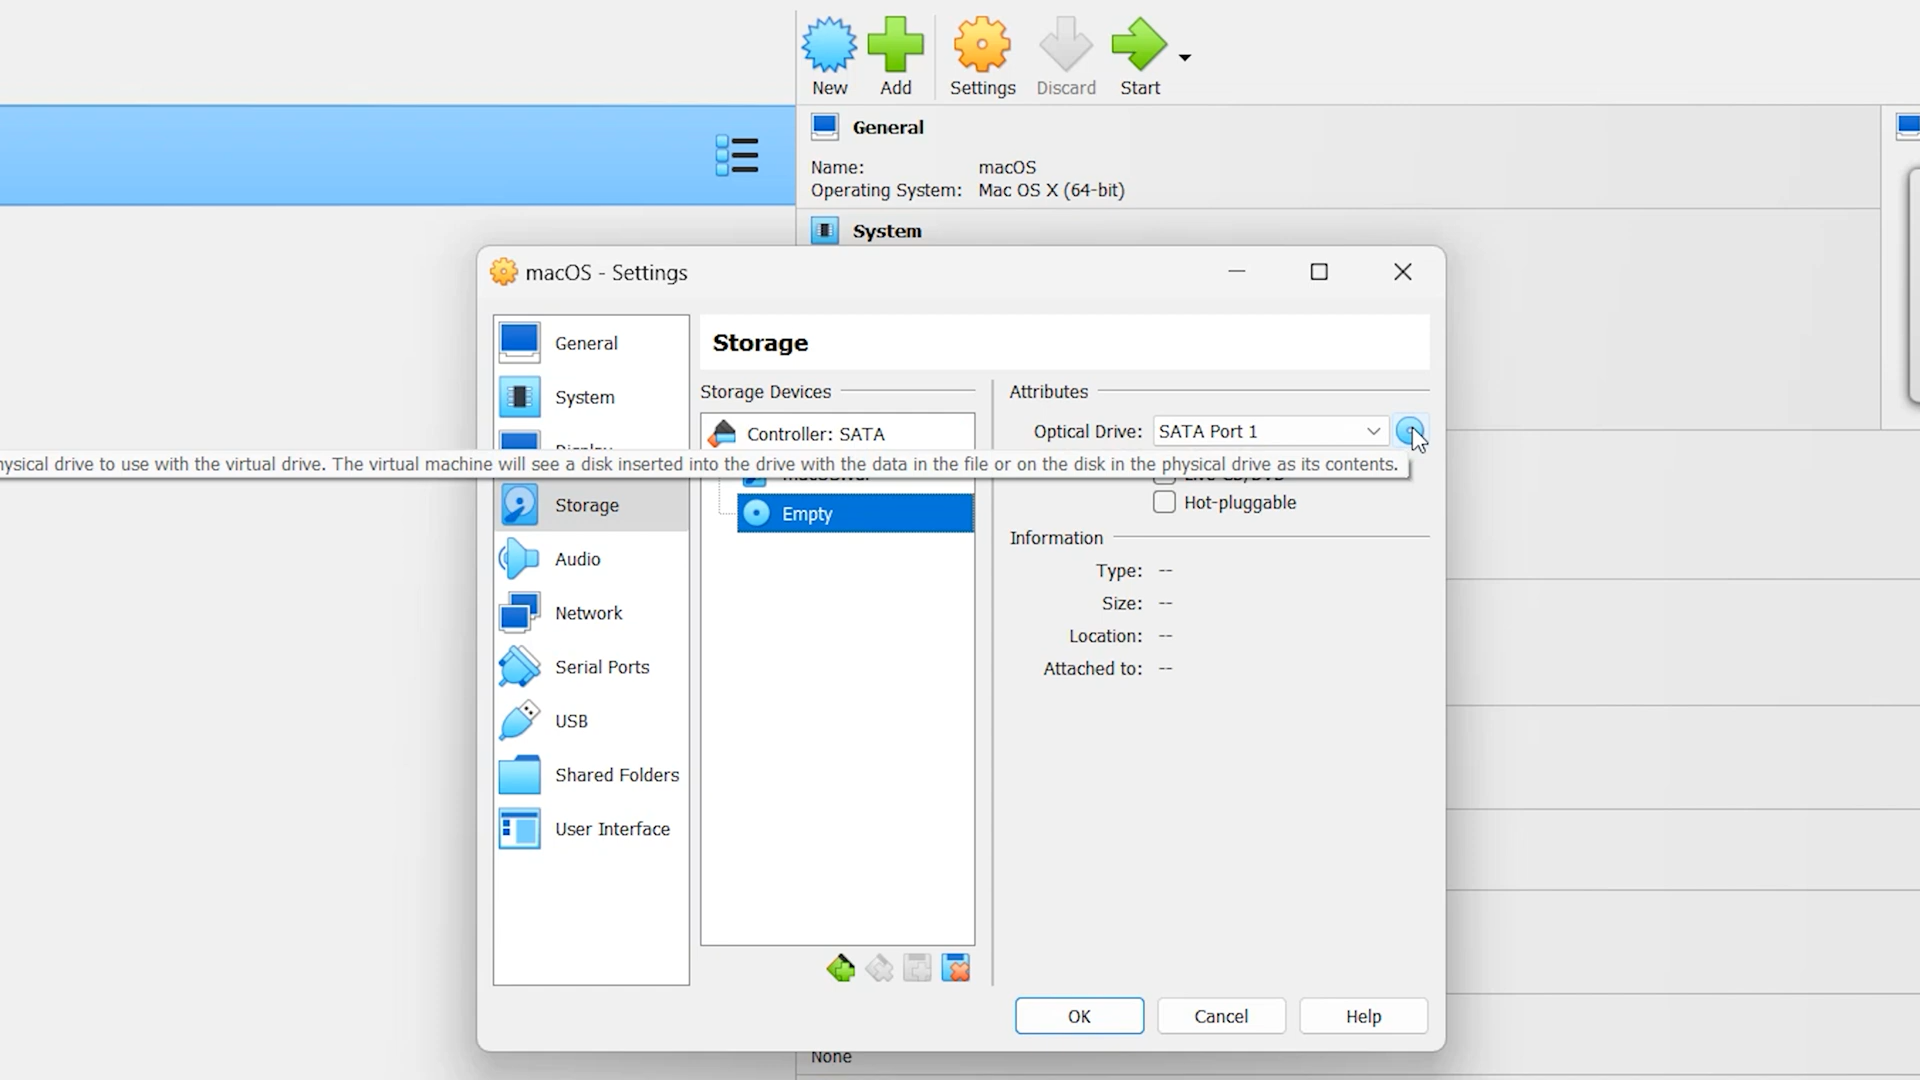 New
Add
Settings
Discard
Start
General
Name: macOS
Operating System: Mac OS X (64-bit)
System
macOS - Settings
General
System
Storage
Audio
Network
Serial Ports
USB
Shared Folders
User Interface
Storage
Storage Devices
Controller: SATA
Empty
Attributes
Optical Drive: SATA Port 1
drive to use with the virtual drive. The virtual machine will see a disk inserted into the drive with the data in the file or on the disk in the physical drive as its contents.
Hot-pluggable
Information
Type: --
Size: --
Location: --
Attached to: --
OK
Cancel
Help
None